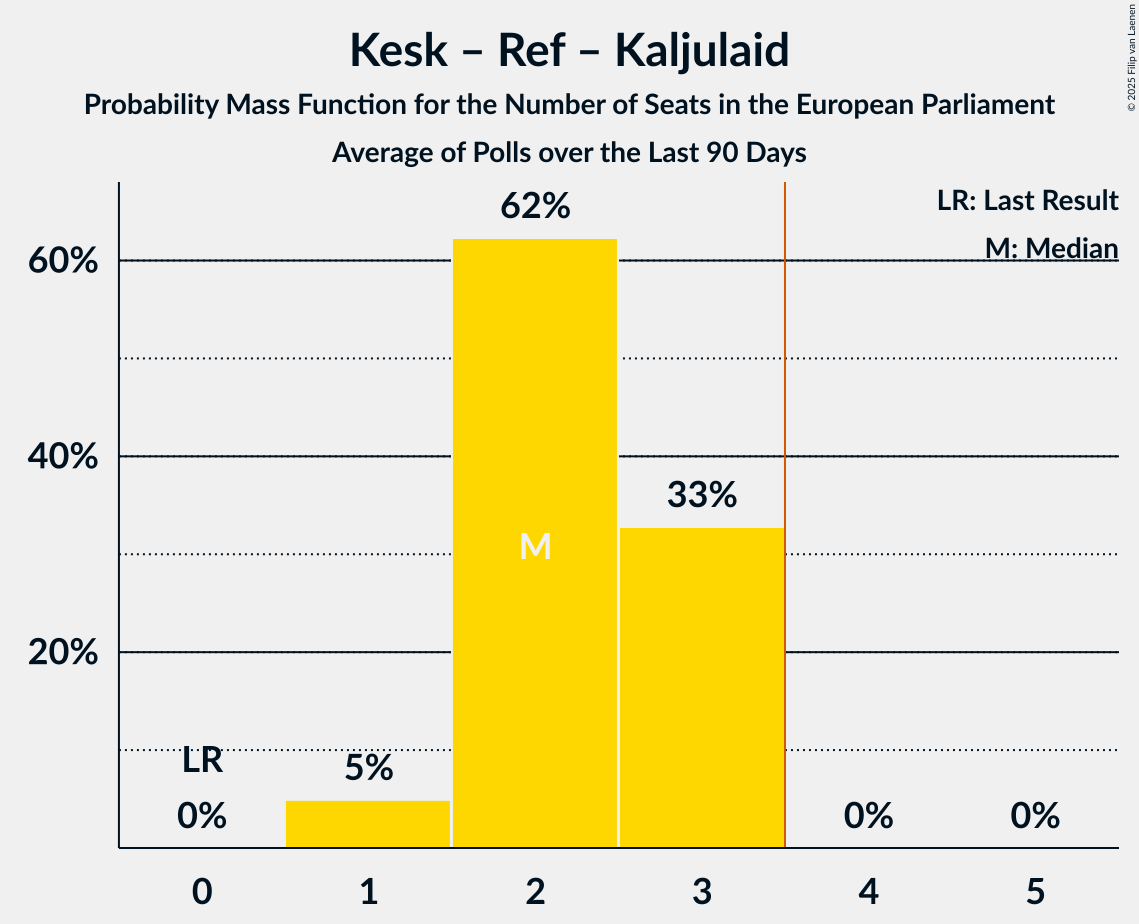 Kesk – Ref – Kaljulaid
Probability Mass Function for the Number of Seats in the European Parliament
Average of Polls over the Last 90 Days
© 2025 Filip van Laenen
LR: Last Result
M: Median
62%
60%
33%
40%
M
20%
LR
5%
0%
0%
0%
0 1 2 3 4 5